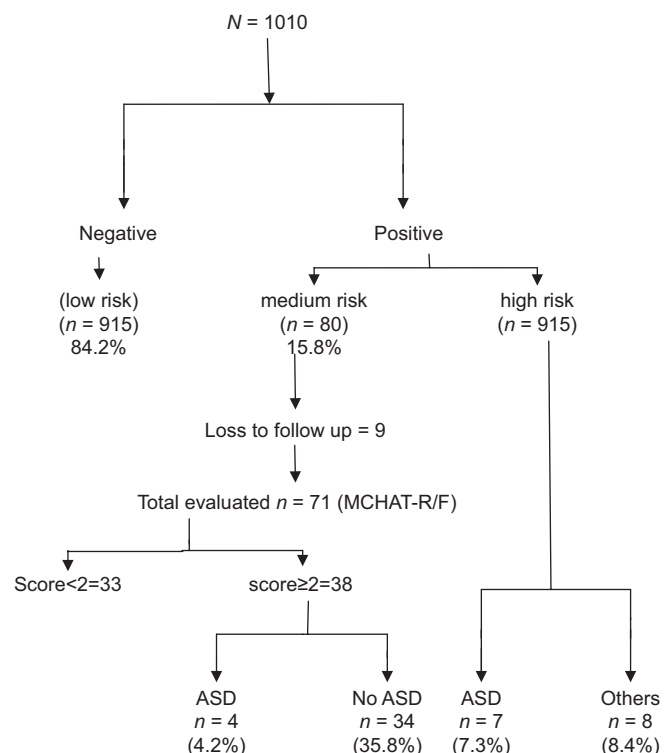 N = 1010
Negative
Positive
(low risk)
(n = 915)
84.2%
medium risk
(n = 80)
15.8%
high risk
(n = 915)
Loss to follow up = 9
Total evaluated n = 71 (MCHAT-R/F)
Score<2=33
score≥2=38
ASD
n = 4
(4.2%)
No ASD
n = 34
(35.8%)
ASD
n = 7
(7.3%)
Others
n = 8
(8.4%)